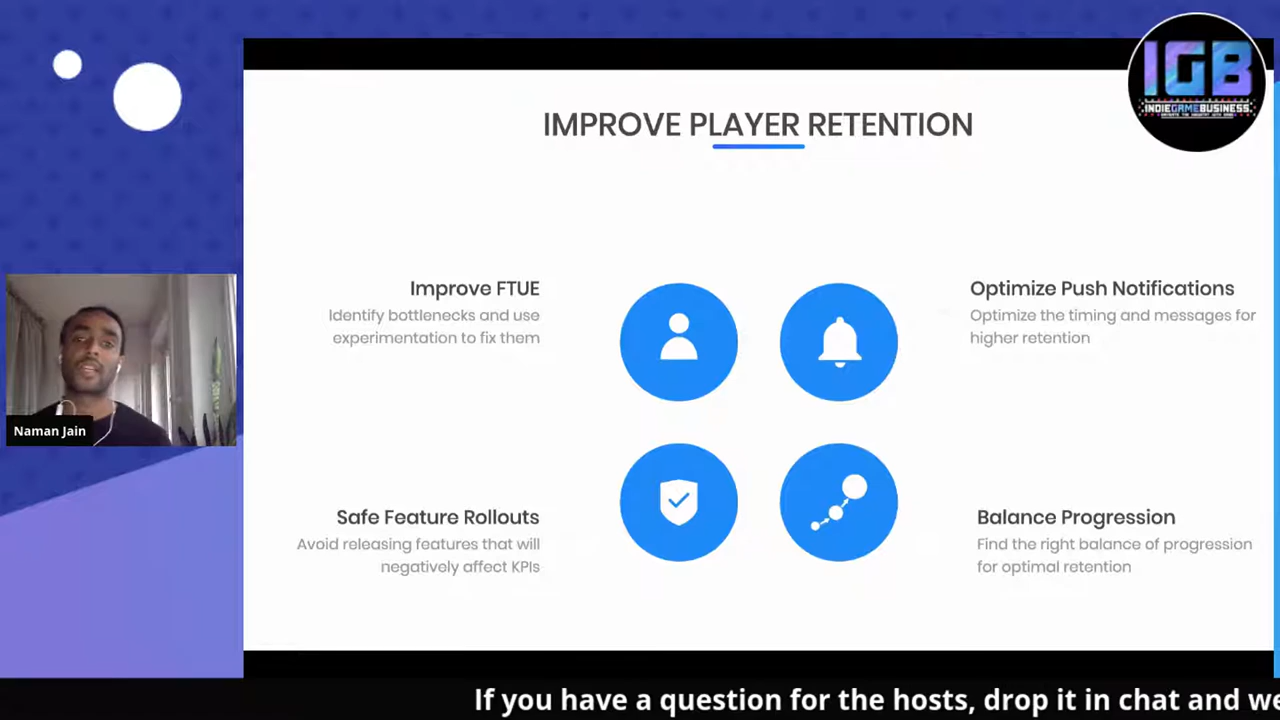 IGB
INDIEGAMEBUSINESS
IMPROVE PLAYER RETENTION
Improve FTUE
Identify bottlenecks and use
experimentation to fix them
Optimize Push Notifications
Optimize the timing and messages for
higher retention
Naman Jain
Safe Feature Rollouts
Avoid releasing features that will
negatively affect KPIs
Balance Progression
Find the right balance of progression
for optimal retention
If you have a question for the hosts, drop it in chat and we